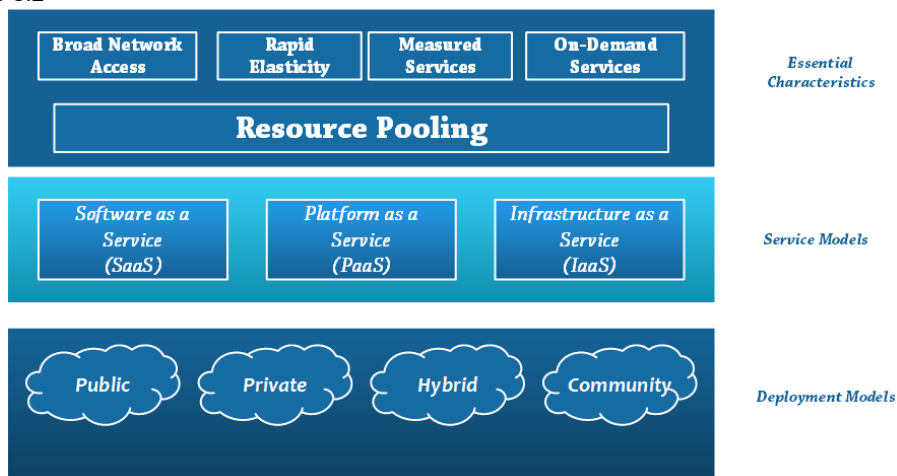 Broad Network
Access
Rapid
Elasticity
Measured
Services
On-Demand
Services
Essential
Characteristics
Resource Pooling
Software as a
Service
(SaaS)
Platform as a
Service
(PaaS)
Infrastructure as a
Service
(IaaS)
Service Models
Public
Private
Hybrid
Community
Deployment Models